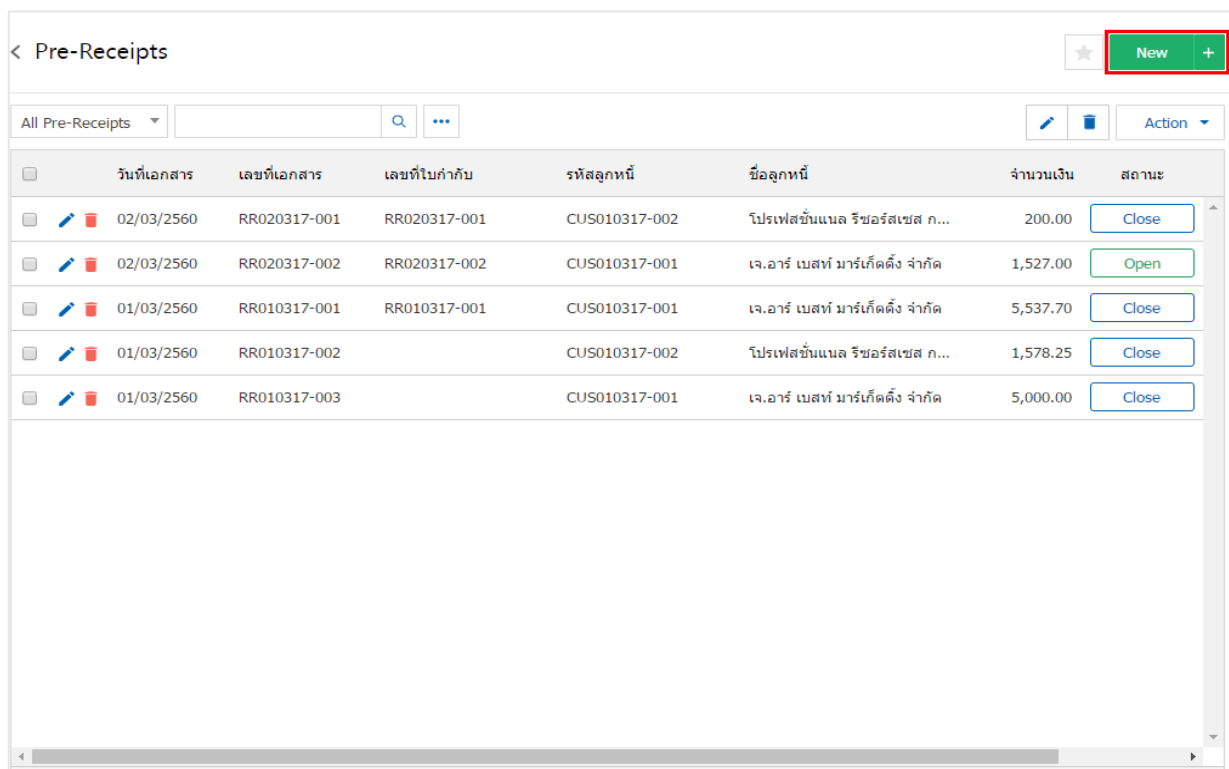 < Pre-Receipts New +
All Pre-Receipts Action
วันที่เอกสาร เลขที่เอกสาร เลขที่ใบกำกับ รหัสลูกหนี้ ชื่อลูกหนี้ จำนวนเงิน สถานะ
02/03/2560 RR020317-001 RR020317-001 CUS010317-002 โปรเฟสชั่นแนล รีซอร์สเซส ก... 200.00 Close
02/03/2560 RR020317-002 RR020317-002 CUS010317-001 เจ.อาร์ เบสท์ มาร์เก็ตติ้ง จำกัด 1,527.00 Open
01/03/2560 RR010317-001 RR010317-001 CUS010317-001 เจ.อาร์ เบสท์ มาร์เก็ตติ้ง จำกัด 5,537.70 Close
01/03/2560 RR010317-002 CUS010317-002 โปรเฟสชั่นแนล รีซอร์สเซส ก... 1,578.25 Close
01/03/2560 RR010317-003 CUS010317-001 เจ.อาร์ เบสท์ มาร์เก็ตติ้ง จำกัด 5,000.00 Close